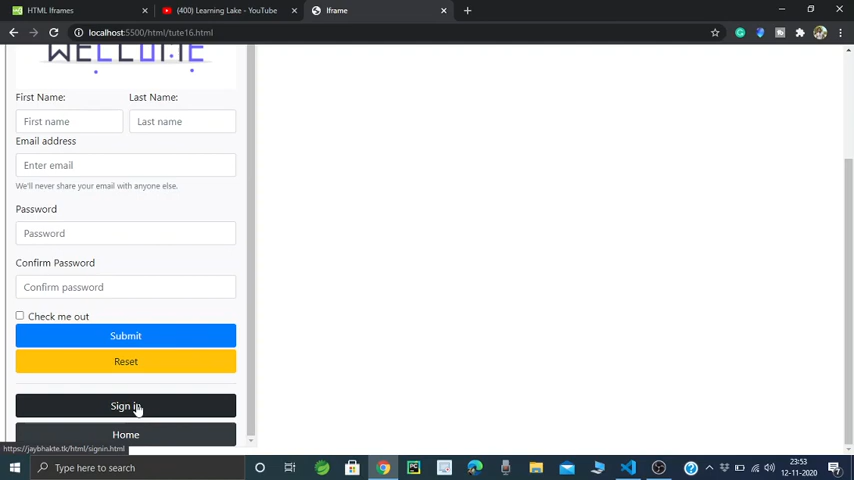 HTML Iframes
(400) Learning Lake - YouTube
Iframe
localhost:5500/html/tute16.html
WELCOME
First Name:
Last Name:
First name
Last name
Email address
Enter email
We'll never share your email with anyone else.
Password
Password
Confirm Password
Confirm password
Check me out
Submit
Reset
Sign in
Home
https://jaybhakte.tk/html/signin.html
Type here to search
23:53
12-11-2020